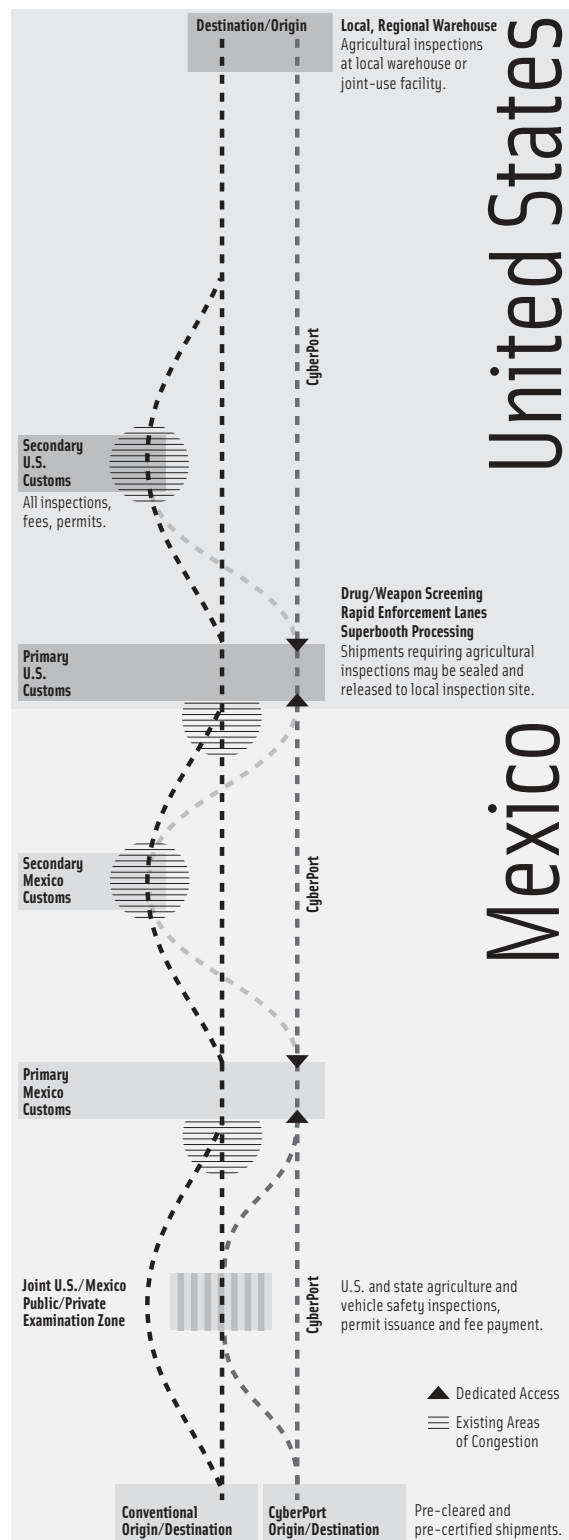 Destination/Origin
Local, Regional Warehouse
Agricultural inspections
at local warehouse or
joint-use facility.
United States
CyberPort
Secondary
U.S.
Customs
All inspections,
fees, permits.
Drug/Weapon Screening
Rapid Enforcement Lanes
Superbooth Processing
Shipments requiring agricultural
inspections may be sealed and
released to local inspection site.
Primary
U.S.
Customs
Mexico
Secondary
Mexico
Customs
CyberPort
Primary
Mexico
Customs
Joint U.S./Mexico
Public/Private
Examination Zone
CyberPort
U.S. and state agriculture and
vehicle safety inspections,
permit issuance and fee payment.
Dedicated Access
Existing Areas
of Congestion
Conventional
Origin/Destination
CyberPort
Origin/Destination
Pre-cleared and
pre-certified shipments.